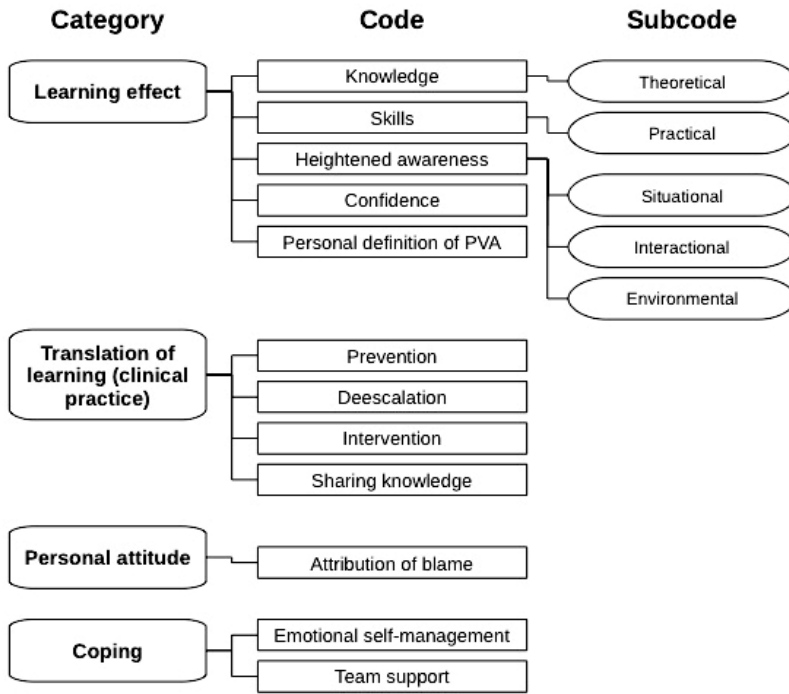 Category
Code
Subcode
Learning effect
Knowledge
Skills
Heightened awareness
Confidence
Personal definition of PVA
Theoretical
Practical
Situational
Interactional
Environmental
Translation of
learning (clinical
practice)
Prevention
Deescalation
Intervention
Sharing knowledge
Personal attitude
Attribution of blame
Coping
Emotional self-management
Team support